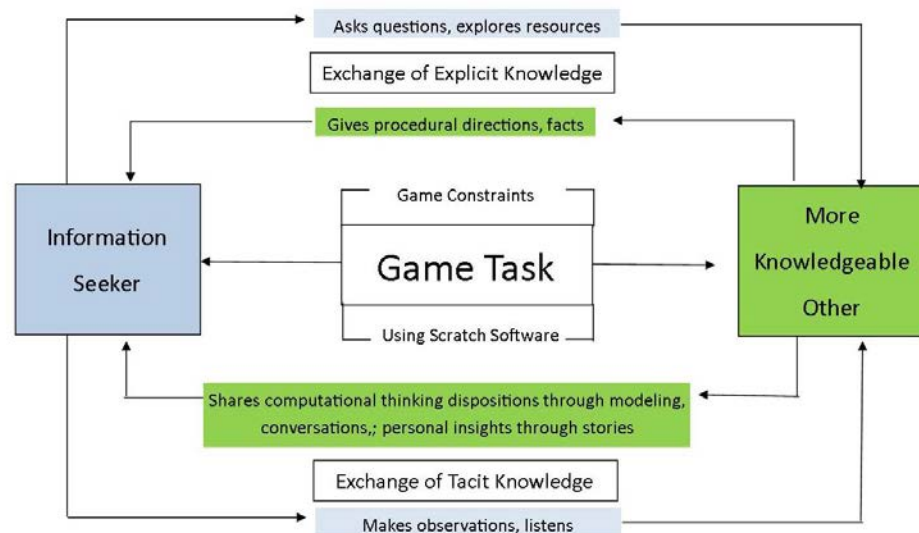 Asks questions, explores resources
Exchange of Explicit Knowledge
Gives procedural directions, facts
Game Constraints
Information
Seeker
Game Task
More
Knowledgeable
Other
Using Scratch Software
Shares computational thinking dispositions through modeling,
conversations,; personal insights through stories
Exchange of Tacit Knowledge
Makes observations, listens